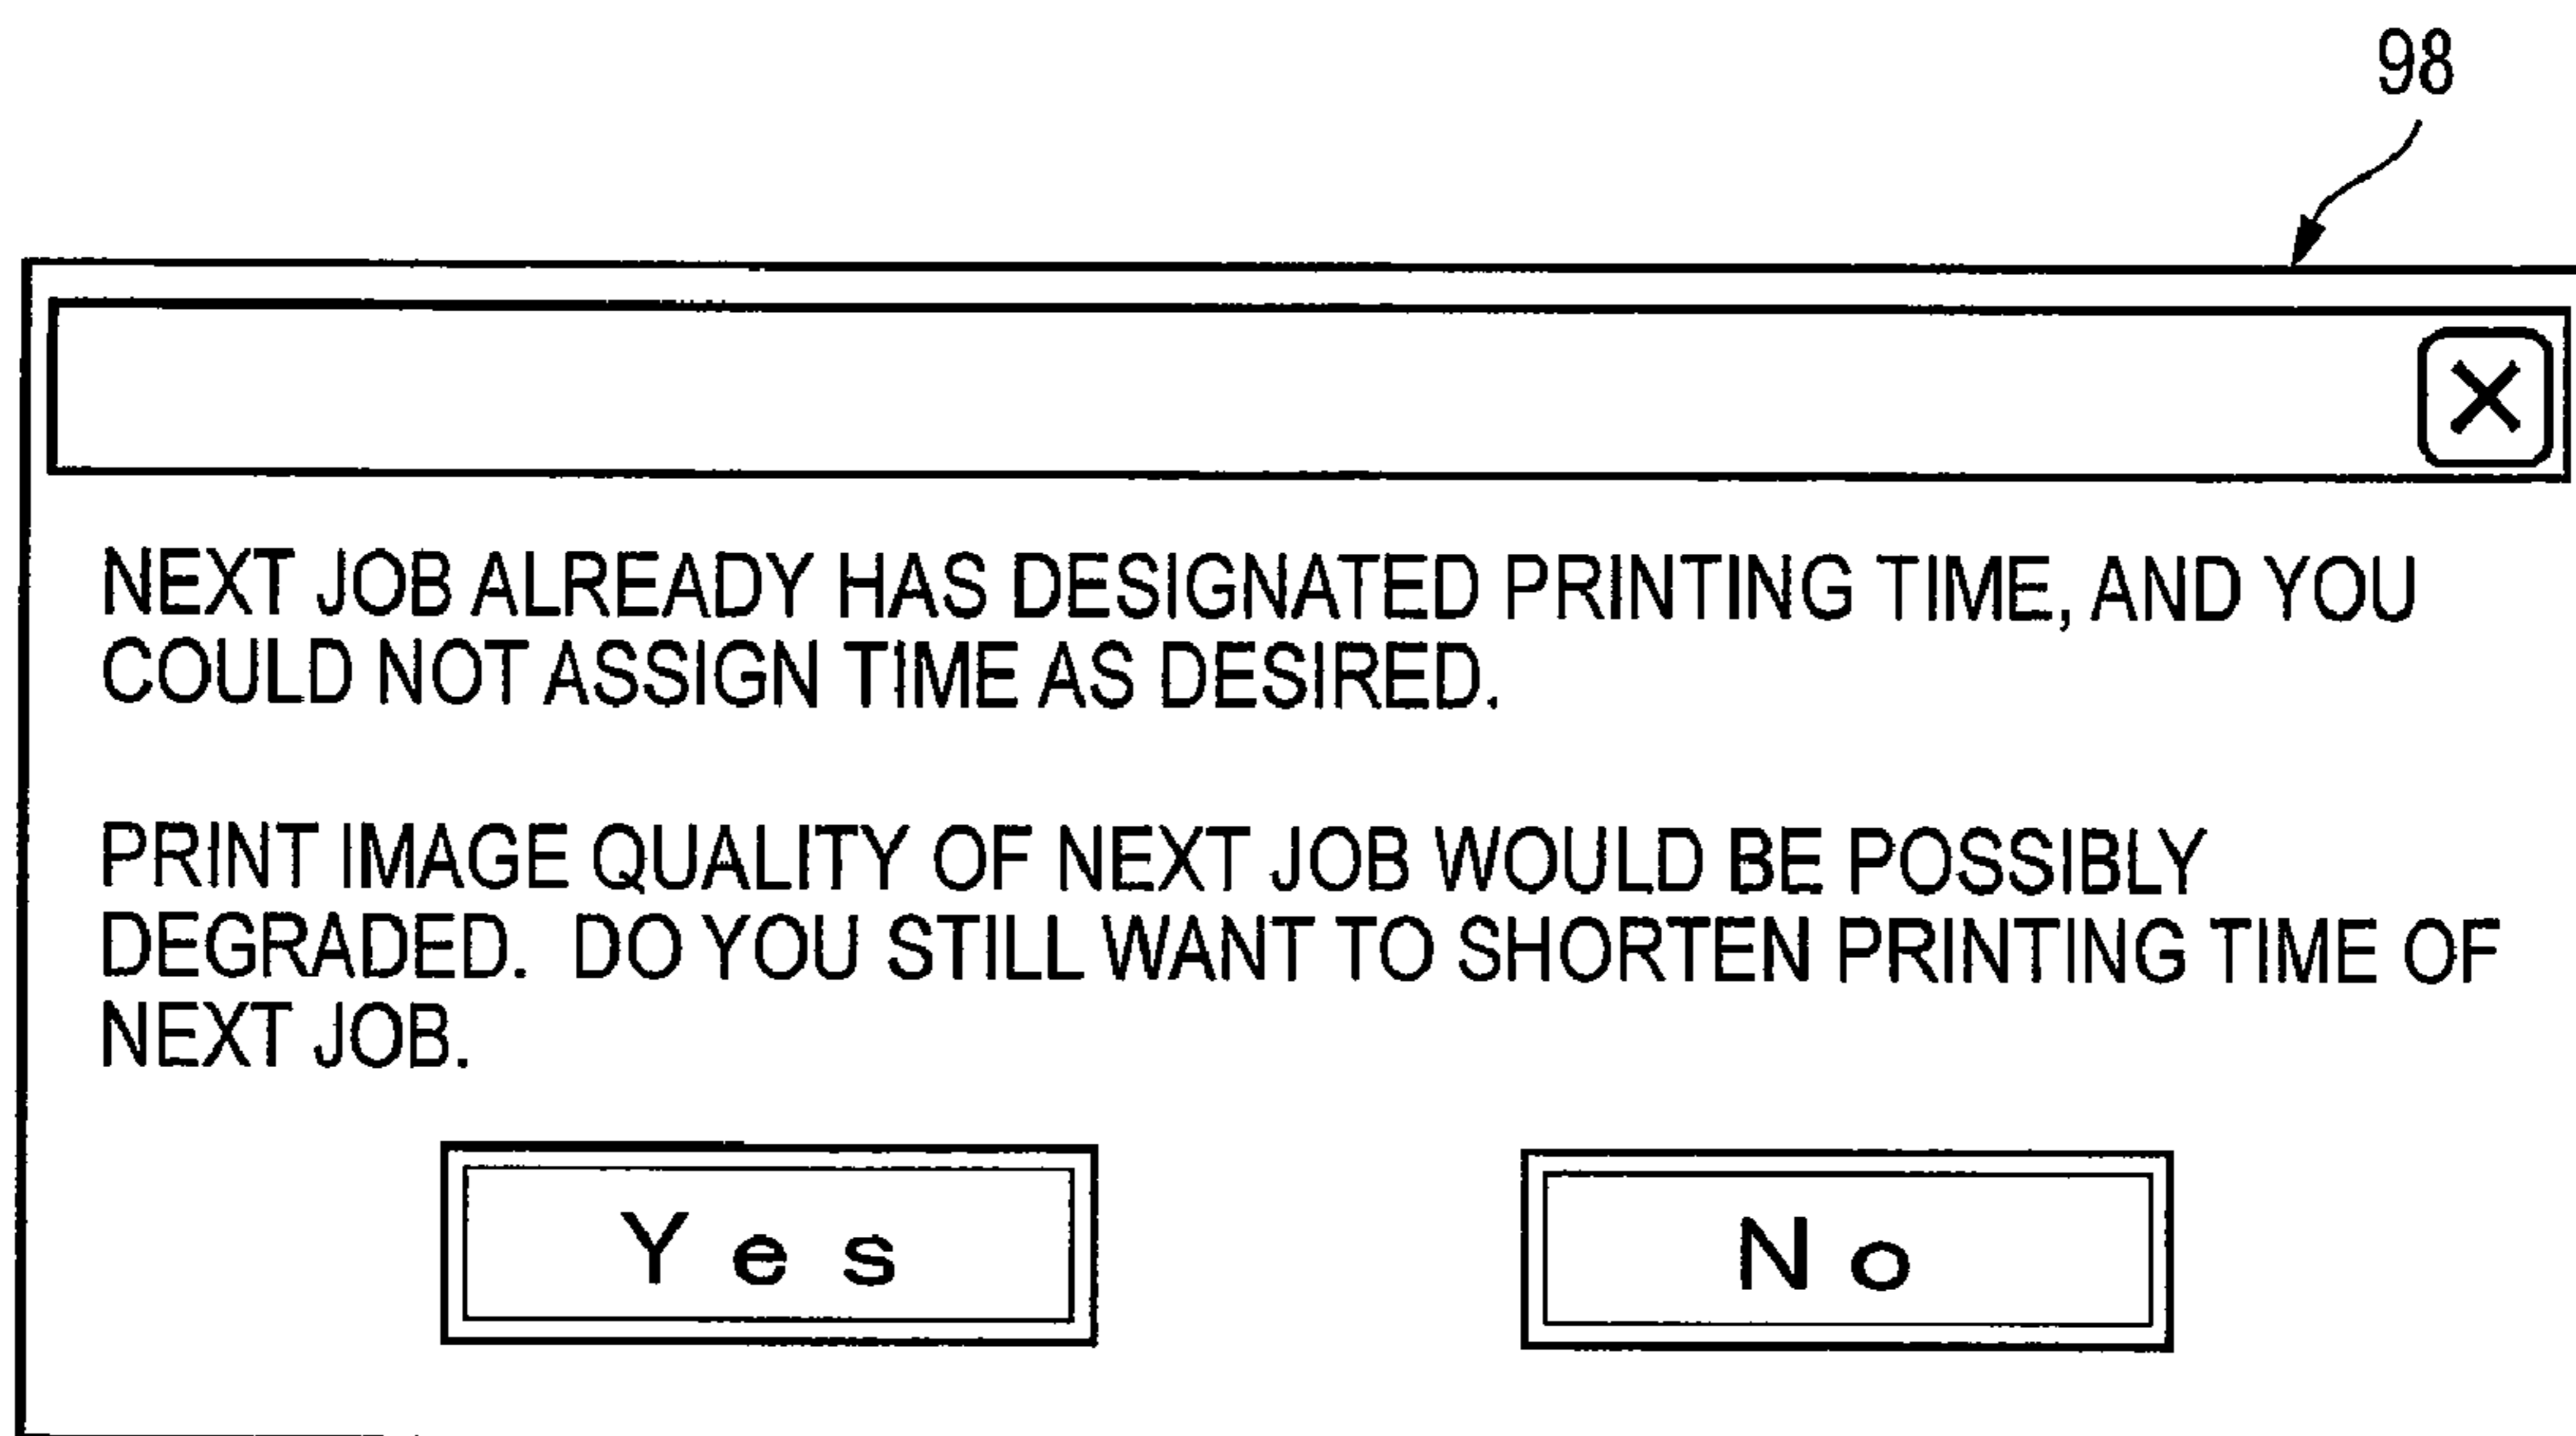 98
NEXT JOB ALREADY HAS DESIGNATED PRINTING TIME, AND YOU
COULD NOT ASSIGN TIME AS DESIRED.
PRINT IMAGE QUALITY OF NEXT JOB WOULD BE POSSIBLY
DEGRADED. DO YOU STILL WANT TO SHORTEN PRINTING TIME OF
NEXT JOB.
Yes No